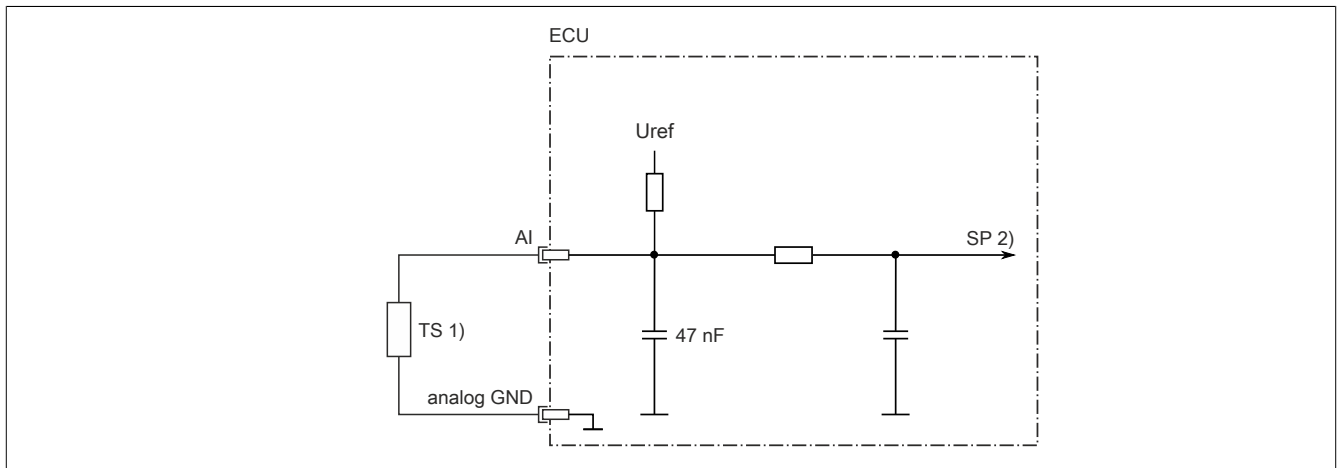 ECU
Uref
AI
SP 2)
TS 1)
47 nF
analog GND